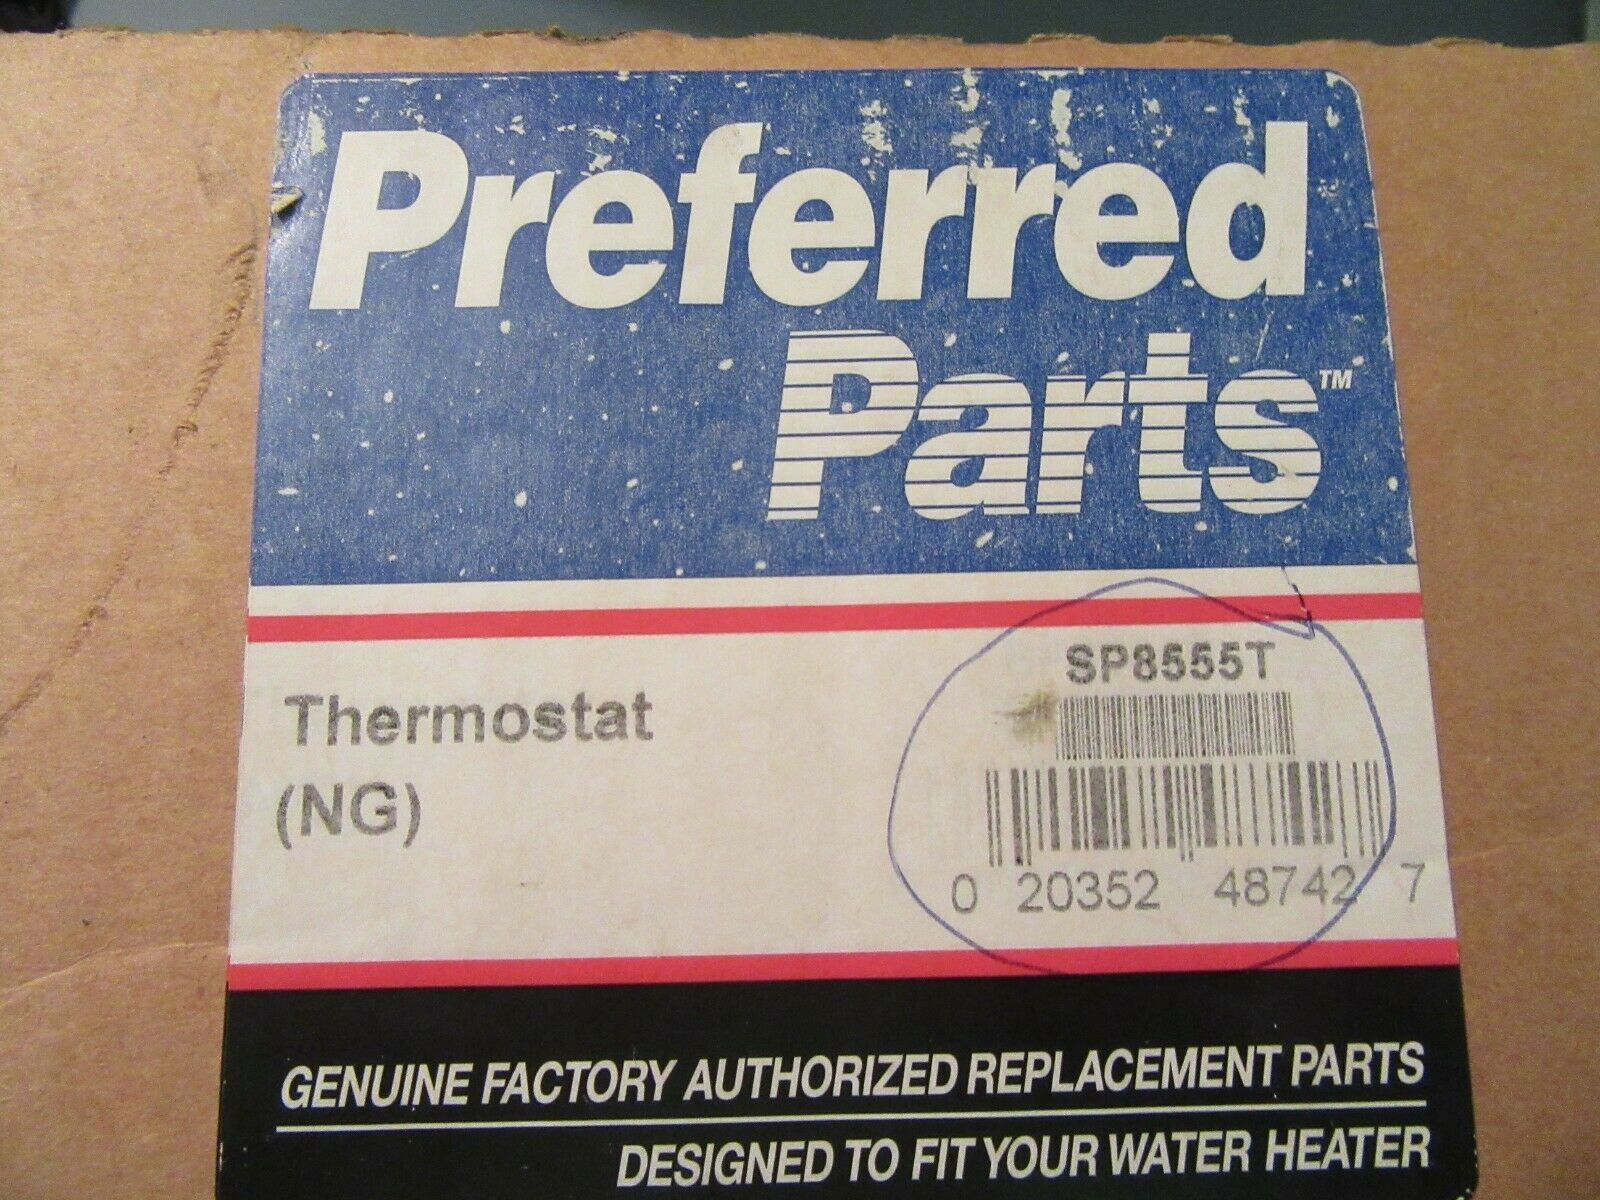 Preferred
Parts™
Thermostat
(NG)
SP8555T
0 20352 48742 7
GENUINE FACTORY AUTHORIZED REPLACEMENT PARTS
DESIGNED TO FIT YOUR WATER HEATER